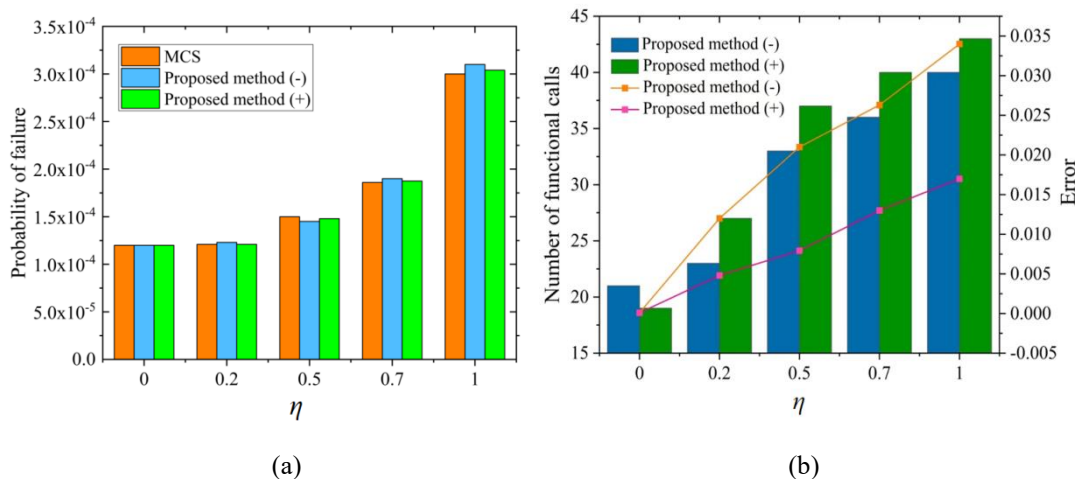 3.5x10-4
3.0x10-4
2.5x10-4
2.0x10-4
1.5x10-4
1.0x10-4
5.0x10-5
0.0
Probability of failure
MCS
Proposed method (-)
Proposed method (+)
0 0.2 0.5 0.7 1
η
(a)
45
40
35
30
25
20
15
Number of functional calls
Proposed method (-)
Proposed method (+)
Proposed method (-)
Proposed method (+)
0.035
0.030
0.025
0.020
0.015
0.010
0.005
0.000
-0.005
Error
0 0.2 0.5 0.7 1
η
(b)